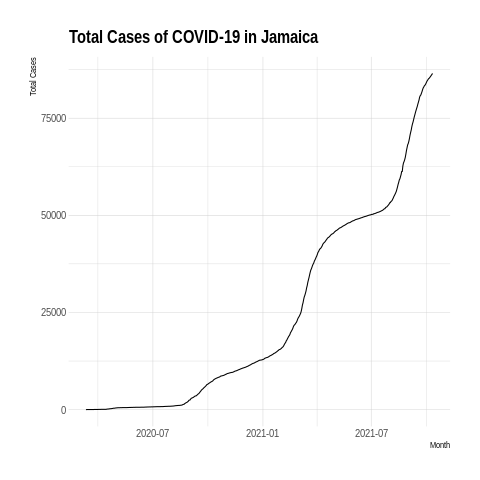 Total Cases of COVID-19 in Jamaica
Total Cases
75000
50000
25000
0
2020-07
2021-01
2021-07
Month